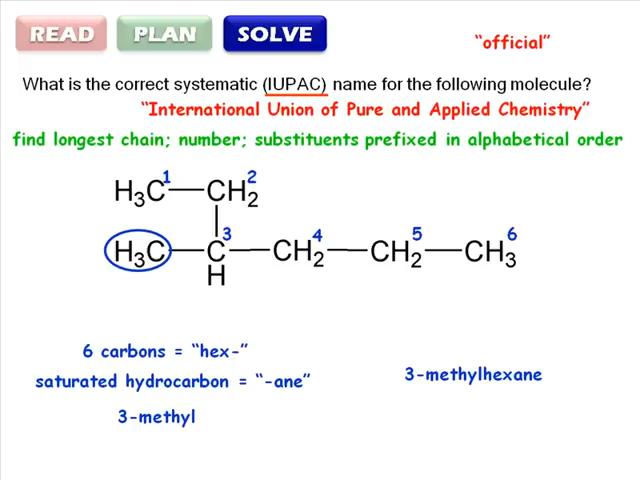 READ PLAN SOLVE
"official"
What is the correct systematic (IUPAC) name for the following molecule?
"International Union of Pure and Applied Chemistry"
find longest chain; number; substituents prefixed in alphabetical order
1 2
H3C CH2
3 4 5 6
H3C C CH2 CH2 CH3
H
6 carbons = "hex-"
saturated hydrocarbon = "-ane"
3-methylhexane
3-methyl